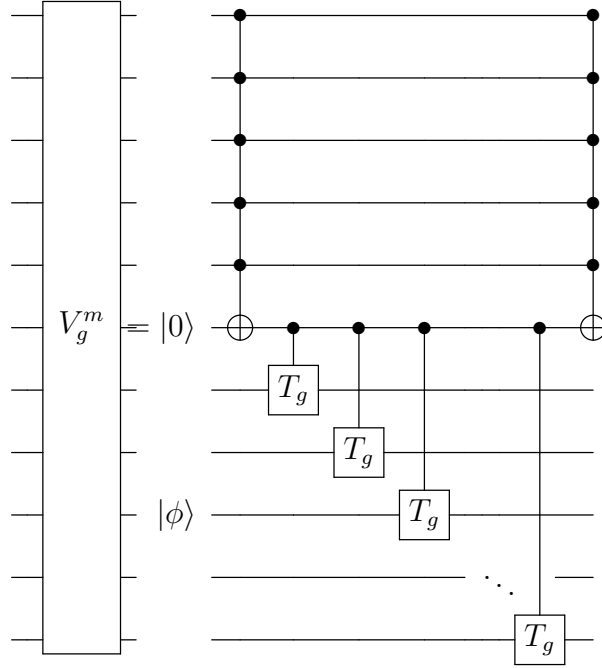 V_g^m = |0⟩
T_g
T_g
|ϕ⟩ T_g
⋱
T_g